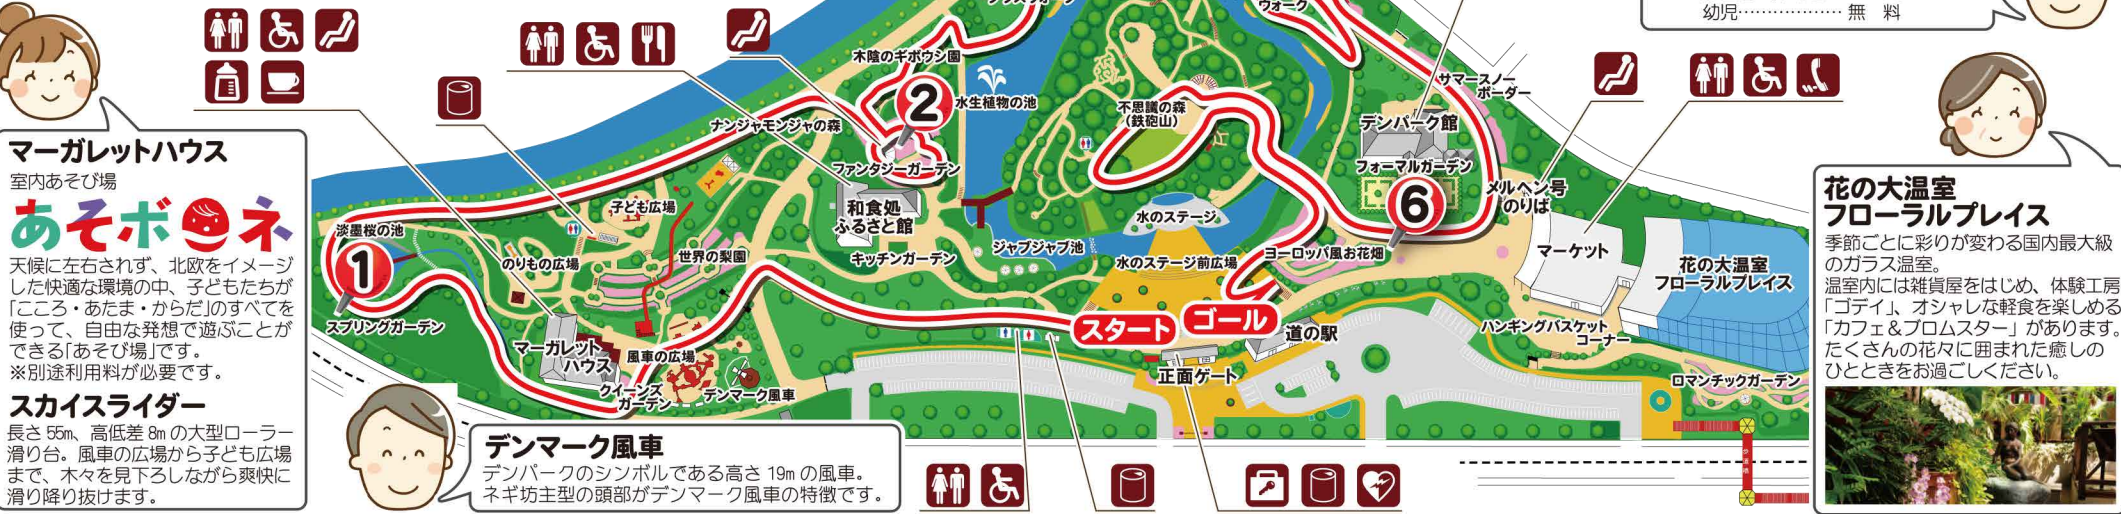 マーガレットハウス
室内あそび場
あそボーネ
天候に左右されず、北欧をイメージ
した快適な環境の中、子どもたちが
「こころ・あたま・からだ」のすべてを
使って、自由な発想で遊ぶことが
できる「あそび場」です。
※別途利用料が必要です。
スカイスライダー
長さ55m、高低差8mの大型ローラー
滑り台。風車の広場から子ども広場
まで、木々を見下ろしながら爽快に
滑り降り抜けます。
デンマーク風車
デンパークのシンボルである高さ19mの風車。
ネギ坊主型の頭部がデンマーク風車の特徴です。
ウォーク
木陰のギボウシ園
2
水生植物の池
ナンジャモンジャの森
ファンタジーガーデン
不思議の森
(鉄砲山)
サマースノー
ボーダー
デンパーク館
フォーマルガーデン
6
メルヘン号
のりば
子ども広場
和食処
ふるさと館
水のステージ
淡墨桜の池
1
のりもの広場
世界の梨園
キッチンガーデン
ジャブジャブ池
水のステージ前広場
ヨーロッパ風お花畑
マーケット
花の大温室
フローラルプレイス
スプリングガーデン
マーガレット
ハウス
風車の広場
クイーンズ
ガーデン
デンマーク風車
スタート
ゴール
道の駅
正面ゲート
ハンギングバスケット
コーナー
ロマンチックガーデン
歩道橋
幼児………………無 料
花の大温室
フローラルプレイス
季節ごとに彩りが変わる国内最大級
のガラス温室。
温室内には雑貨屋をはじめ、体験工房
「ゴデイ」、オシャレな軽食を楽しめる
「カフェ&ブロムスター」があります。
たくさんの花々に囲まれた癒しの
ひとときをお過ごしください。